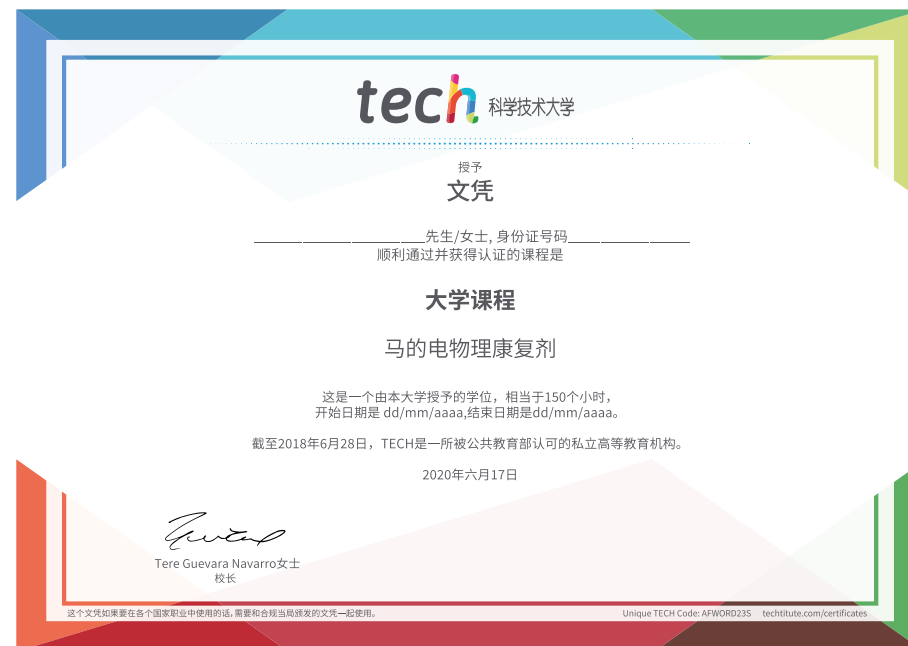 tech 科学技术大学
授予
文凭
先生/女士, 身份证号码
顺利通过并获得认证的课程是
大学课程
马的电物理康复剂
这是一个由本大学授予的学位，相当于150个小时，
开始日期是 dd/mm/aaaa,结束日期是dd/mm/aaaa。
截至2018年6月28日，TECH是一所被公共教育部认可的私立高等教育机构。
2020年六月17日
Tere Guevara Navarro女士
校长
这个文凭如果要在各个国家职业中使用的话,需要和合规当局颁发的文凭一起使用。
Unique TECH Code: AFWORD23S techtitute.com/certificates